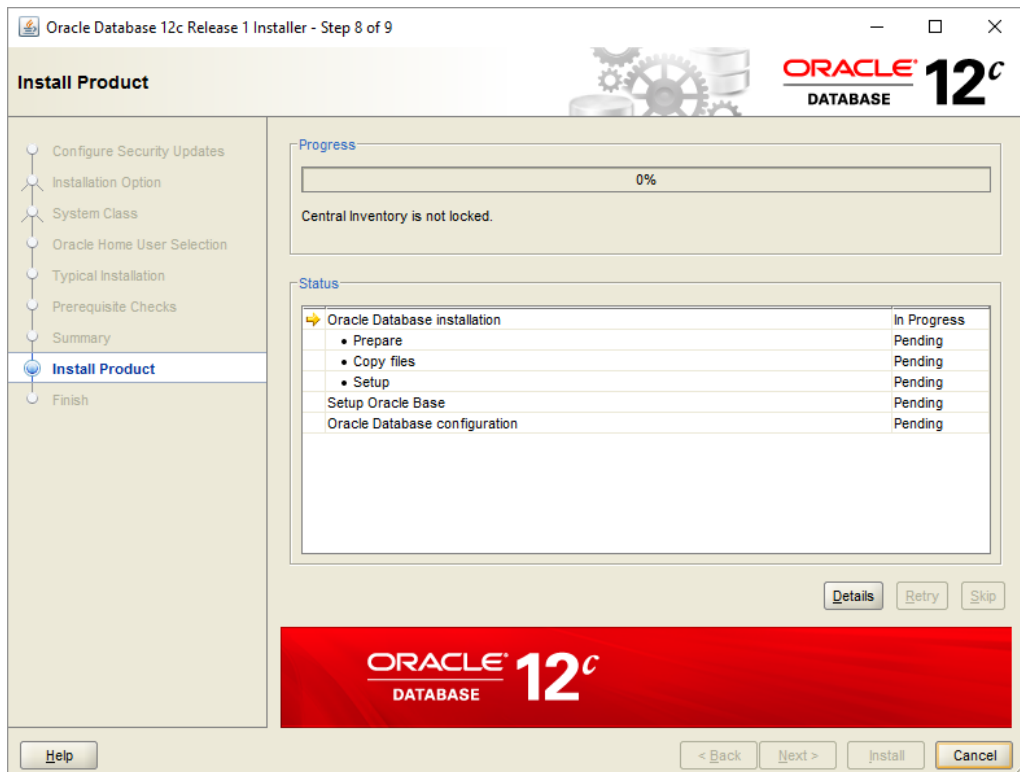 Oracle Database 12c Release 1 Installer - Step 8 of 9
Install Product
ORACLE
DATABASE
12c
Configure Security Updates
Installation Option
System Class
Oracle Home User Selection
Typical Installation
Prerequisite Checks
Summary
Install Product
Finish
Progress
0%
Central Inventory is not locked.
Status
Oracle Database installation In Progress
• Prepare Pending
• Copy files Pending
• Setup Pending
Setup Oracle Base Pending
Oracle Database configuration Pending
Details Retry Skip
ORACLE
DATABASE
12c
Help < Back Next > Install Cancel